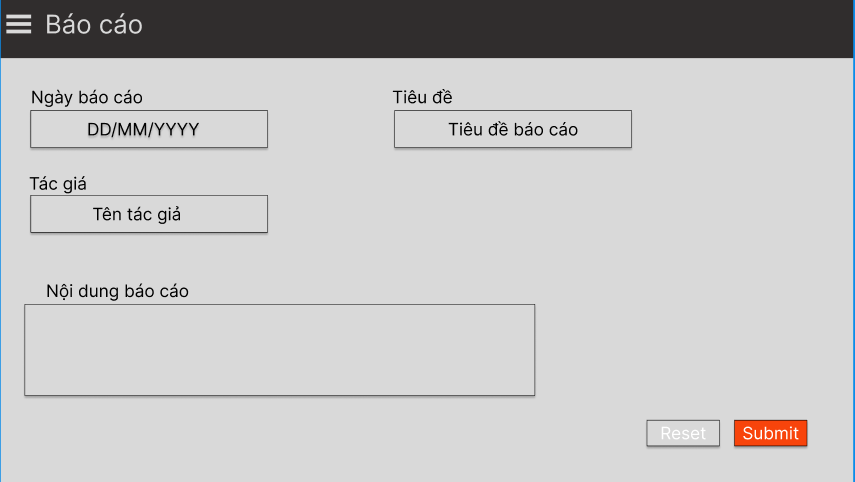 Báo cáo
Ngày báo cáo
Tiêu đề
DD/MM/YYYY
Tiêu đề báo cáo
Tác giá
Tên tác giả
Nội dung báo cáo
Reset
Submit